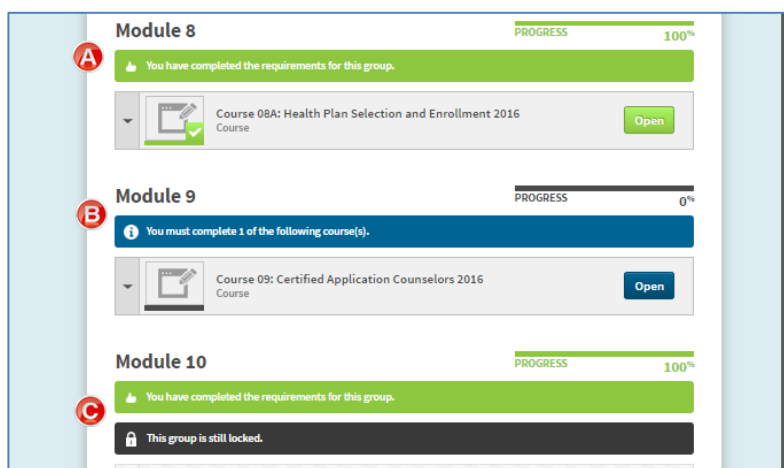 Module 8
PROGRESS 100%
A
You have completed the requirements for this group.
Course 08A: Health Plan Selection and Enrollment 2016
Course
Open
Module 9
PROGRESS 0%
B
You must complete 1 of the following course(s).
Course 09: Certified Application Counselors 2016
Course
Open
Module 10
PROGRESS 100%
You have completed the requirements for this group.
C
This group is still locked.